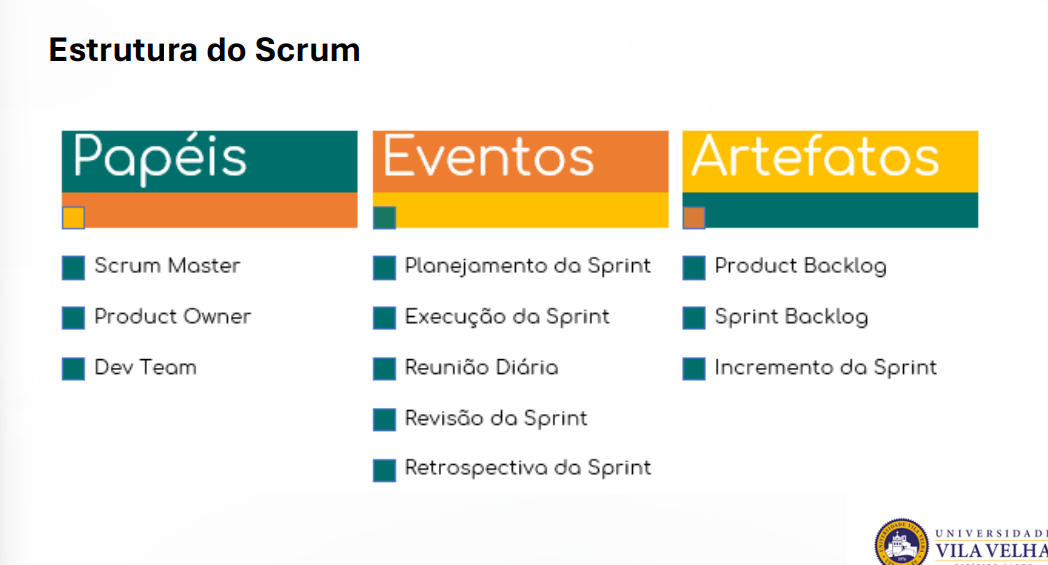 Estrutura do Scrum
Papéis
Scrum Master
Product Owner
Dev Team
Eventos
Planejamento da Sprint
Execução da Sprint
Reunião Diária
Revisão da Sprint
Retrospectiva da Sprint
Artefatos
Product Backlog
Sprint Backlog
Incremento da Sprint
UNIVERSIDADE
VILA VELHA